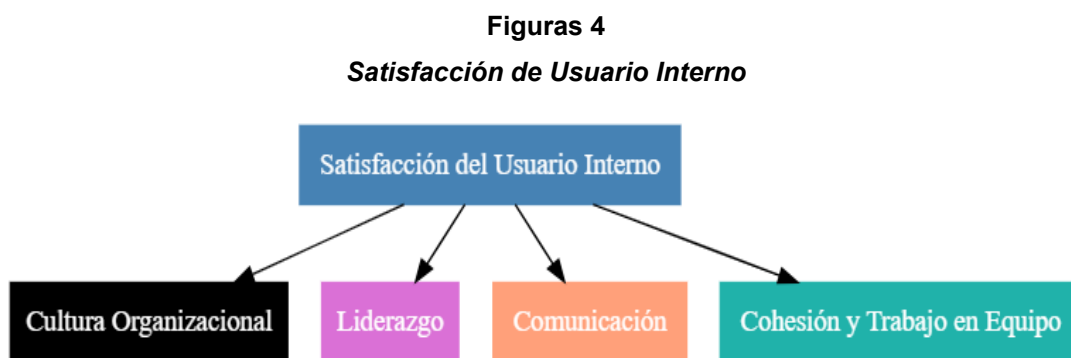 Figuras 4
Satisfacción de Usuario Interno
Satisfacción del Usuario Interno
Cultura Organizacional
Liderazgo
Comunicación
Cohesión y Trabajo en Equipo